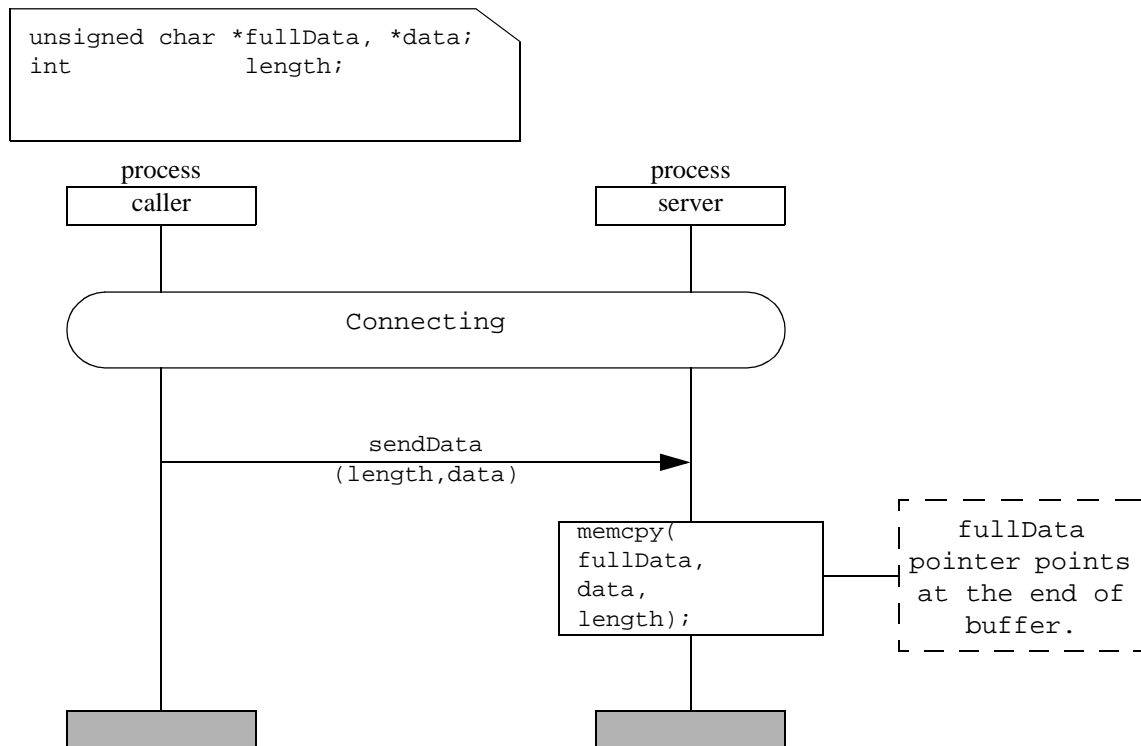 unsigned char *fullData, *data;
int length;
process
caller
process
server
Connecting
sendData
(length,data)
memcpy(
fullData,
data,
length);
fullData
pointer points
at the end of
buffer.